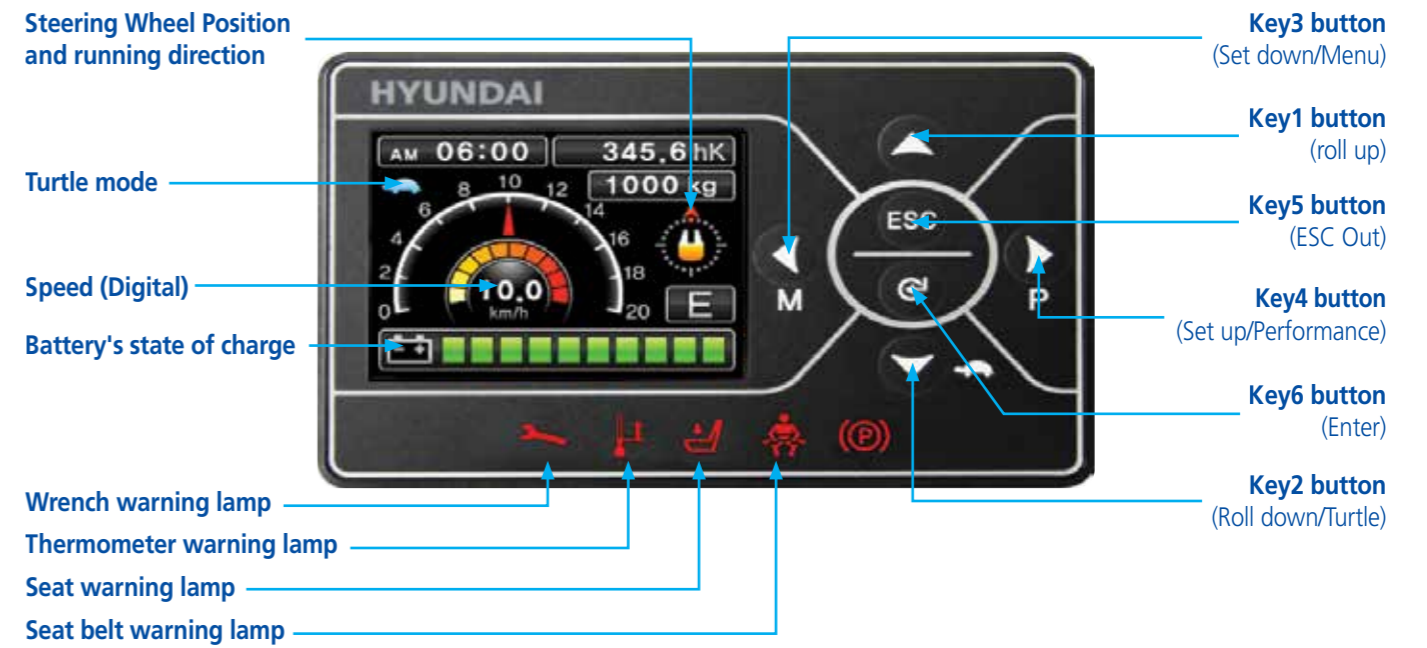 Steering Wheel Position
and running direction
Turtle mode
Speed (Digital)
Battery's state of charge
Wrench warning lamp
Thermometer warning lamp
Seat warning lamp
Seat belt warning lamp
HYUNDAI
AM 06:00
345.6 hK
1000 kg
0
2
4
6
8
10
12
14
16
18
20
10.0
km/h
E
M
ESC
P
(P)
Key3 button
(Set down/Menu)
Key1 button
(roll up)
Key5 button
(ESC Out)
Key4 button
(Set up/Performance)
Key6 button
(Enter)
Key2 button
(Roll down/Turtle)